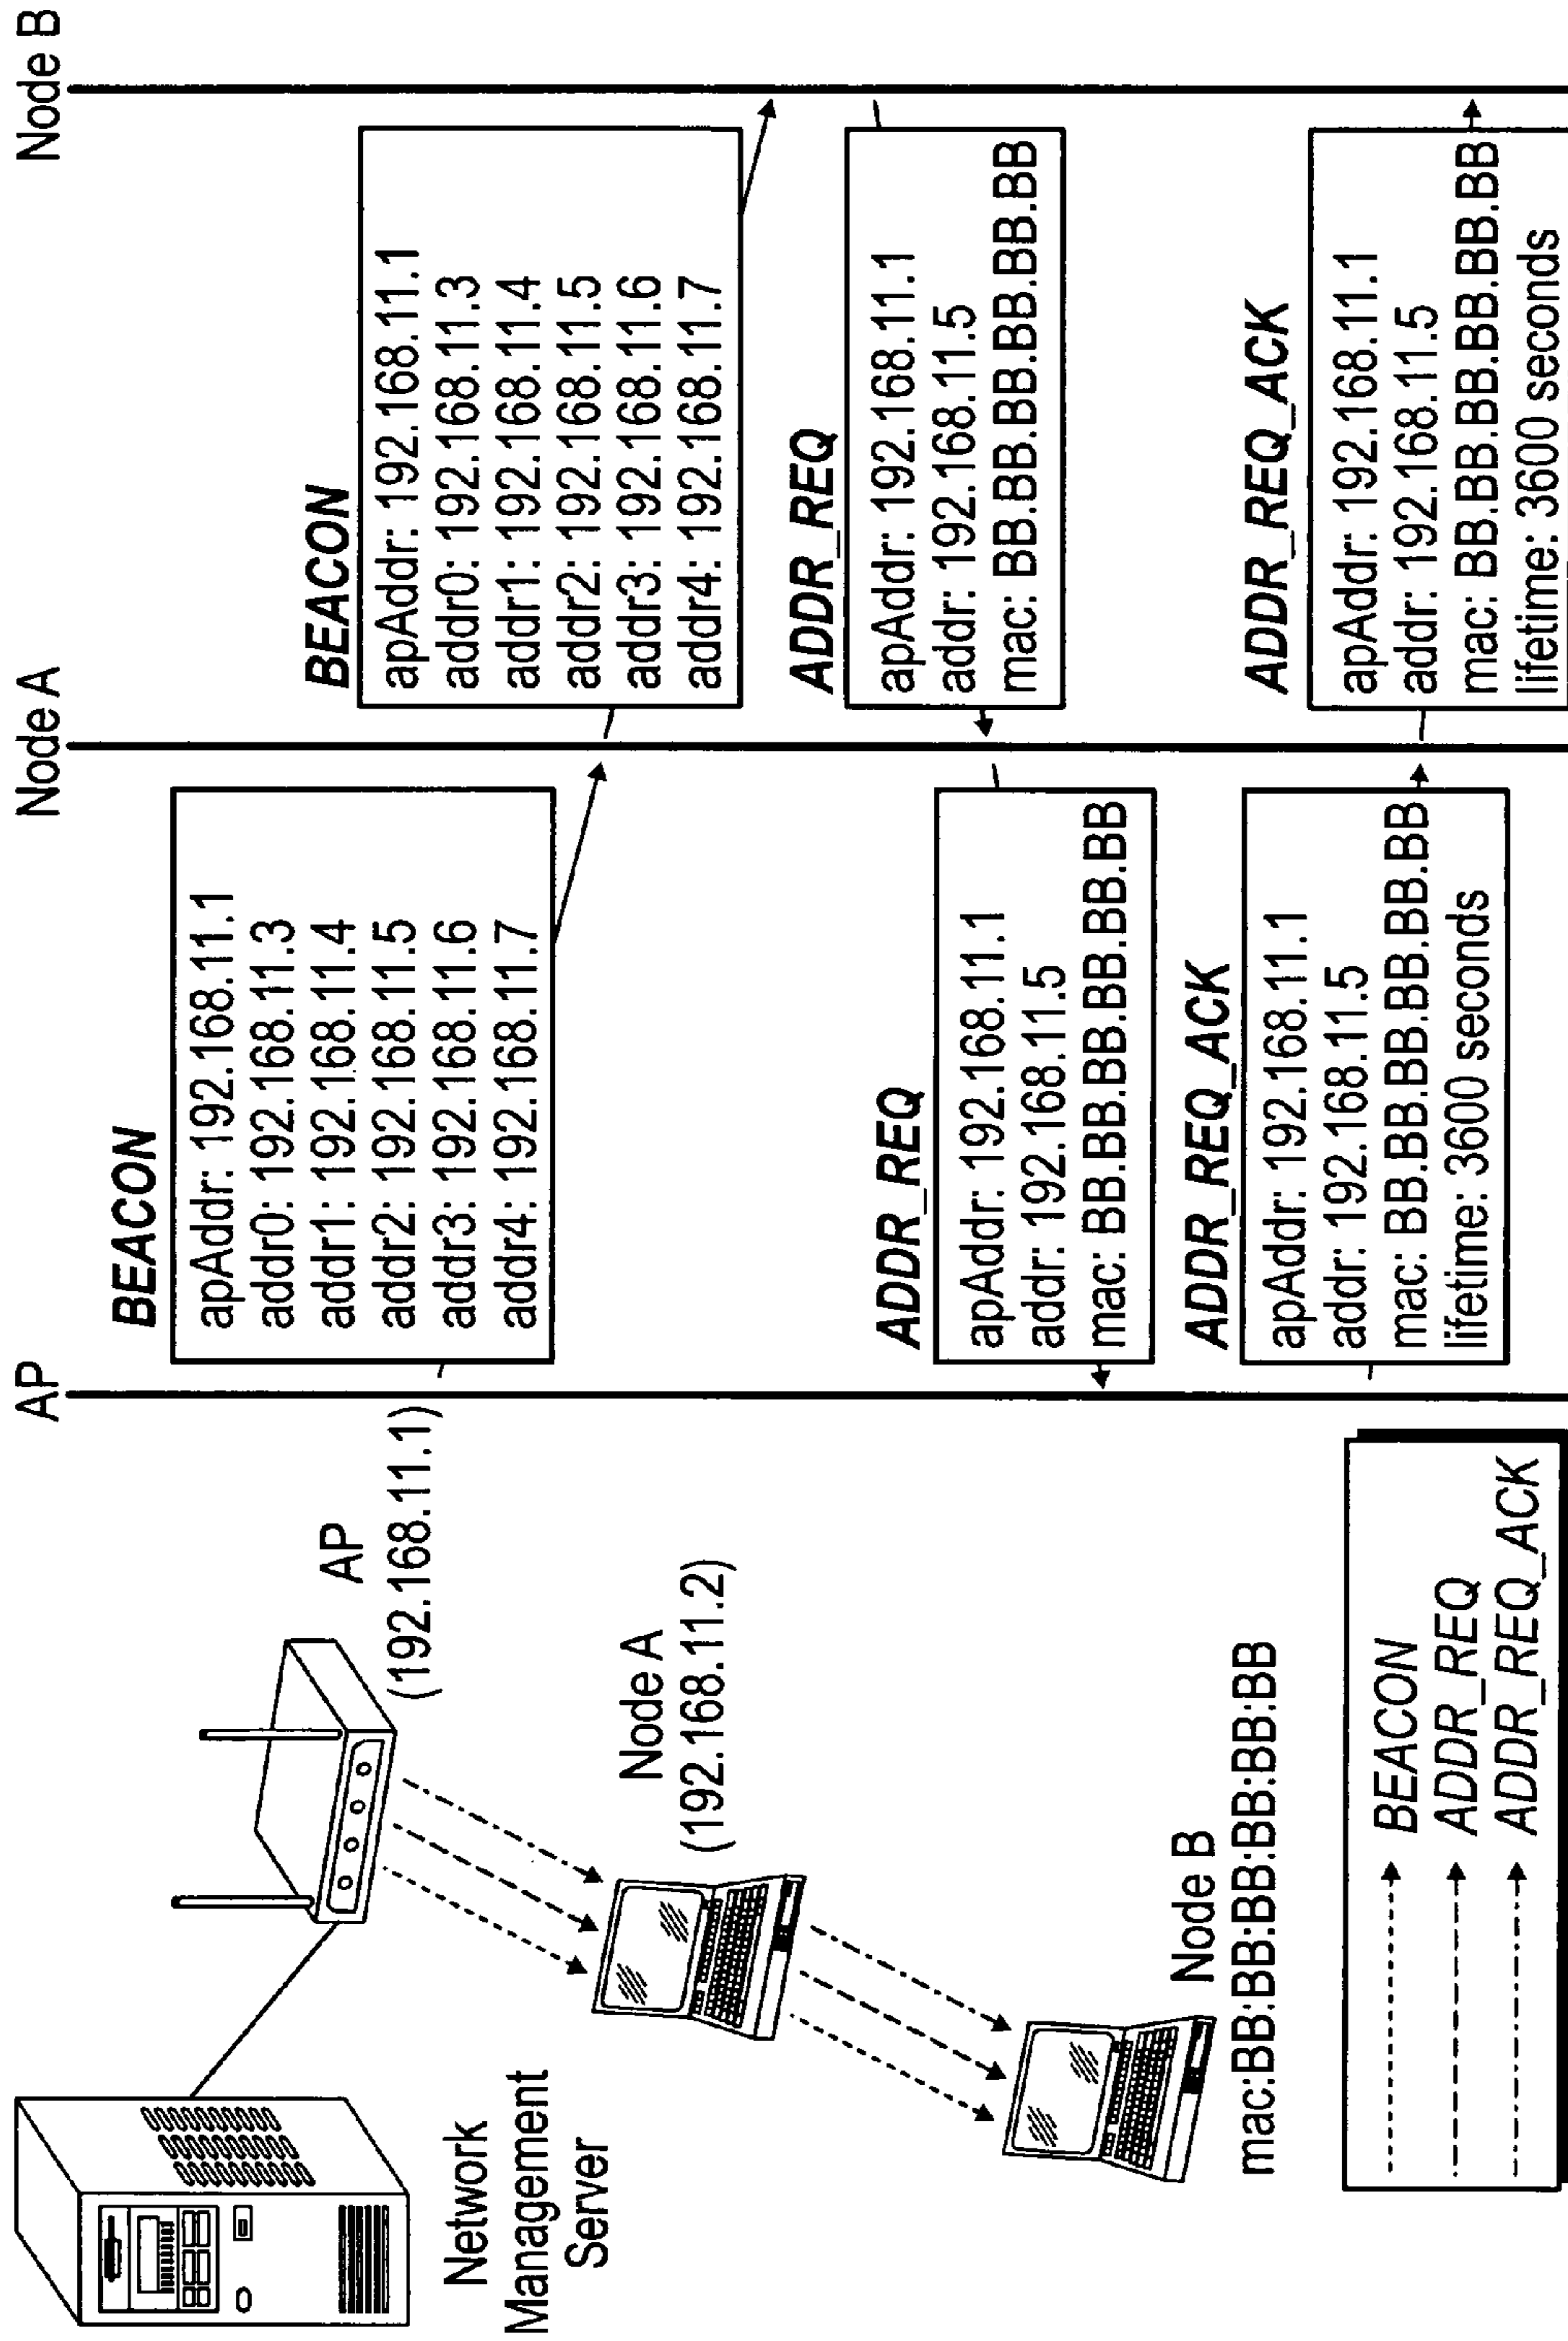 Network
Management
Server
AP
(192.168.11.1)
Node A
(192.168.11.2)
Node B
mac:BB:BB:BB:BB:BB:BB
BEACON
ADDR_REQ
ADDR_REQ_ACK
AP
Node A
Node B
BEACON
apAddr: 192.168.11.1
addr0: 192.168.11.3
addr1: 192.168.11.4
addr2: 192.168.11.5
addr3: 192.168.11.6
addr4: 192.168.11.7
BEACON
apAddr: 192.168.11.1
addr0: 192.168.11.3
addr1: 192.168.11.4
addr2: 192.168.11.5
addr3: 192.168.11.6
addr4: 192.168.11.7
ADDR_REQ
apAddr: 192.168.11.1
addr: 192.168.11.5
mac: BB.BB.BB.BB.BB.BB
ADDR_REQ
apAddr: 192.168.11.1
addr: 192.168.11.5
mac: BB.BB.BB.BB.BB.BB
ADDR_REQ_ACK
apAddr: 192.168.11.1
addr: 192.168.11.5
mac: BB.BB.BB.BB.BB.BB
lifetime: 3600 seconds
ADDR_REQ_ACK
apAddr: 192.168.11.1
addr: 192.168.11.5
mac: BB.BB.BB.BB.BB.BB
lifetime: 3600 seconds